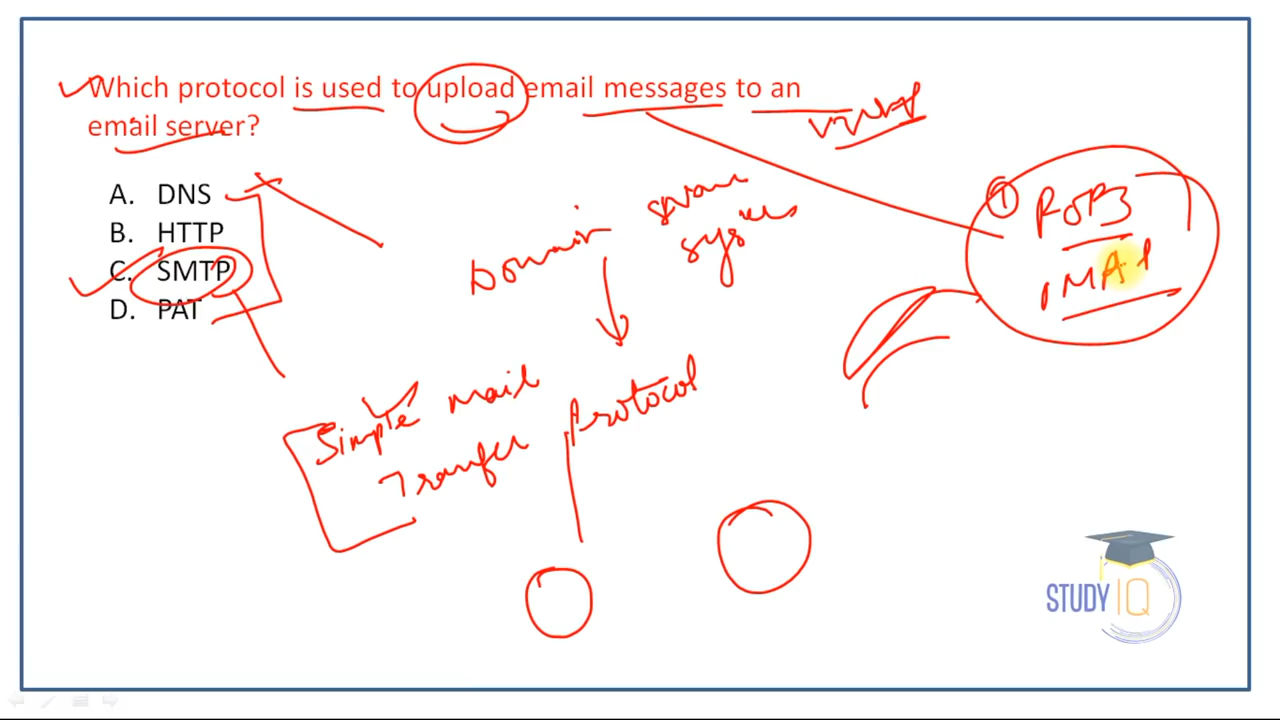 Which protocol is used to upload email messages to an
email server?
A. DNS
B. HTTP
C. SMTP
D. PAT
① POP3
IMAP
Domain
system
Simple Mail
Transfer protocol
STUDY IQ